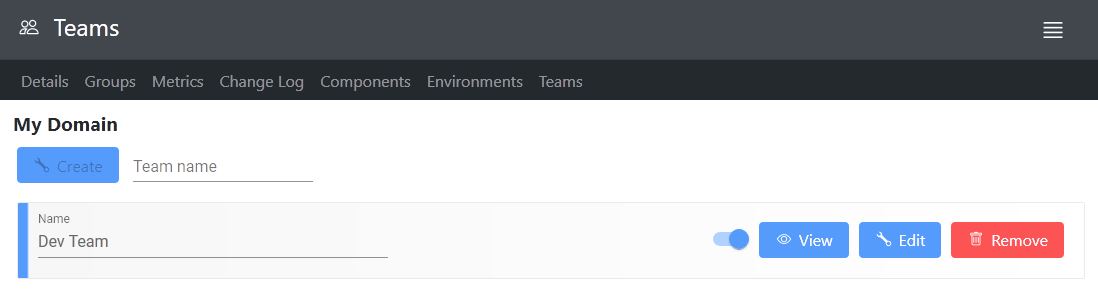 Teams
Details Groups Metrics Change Log Components Environments Teams
My Domain
Create Team name
Name
Dev Team View Edit Remove